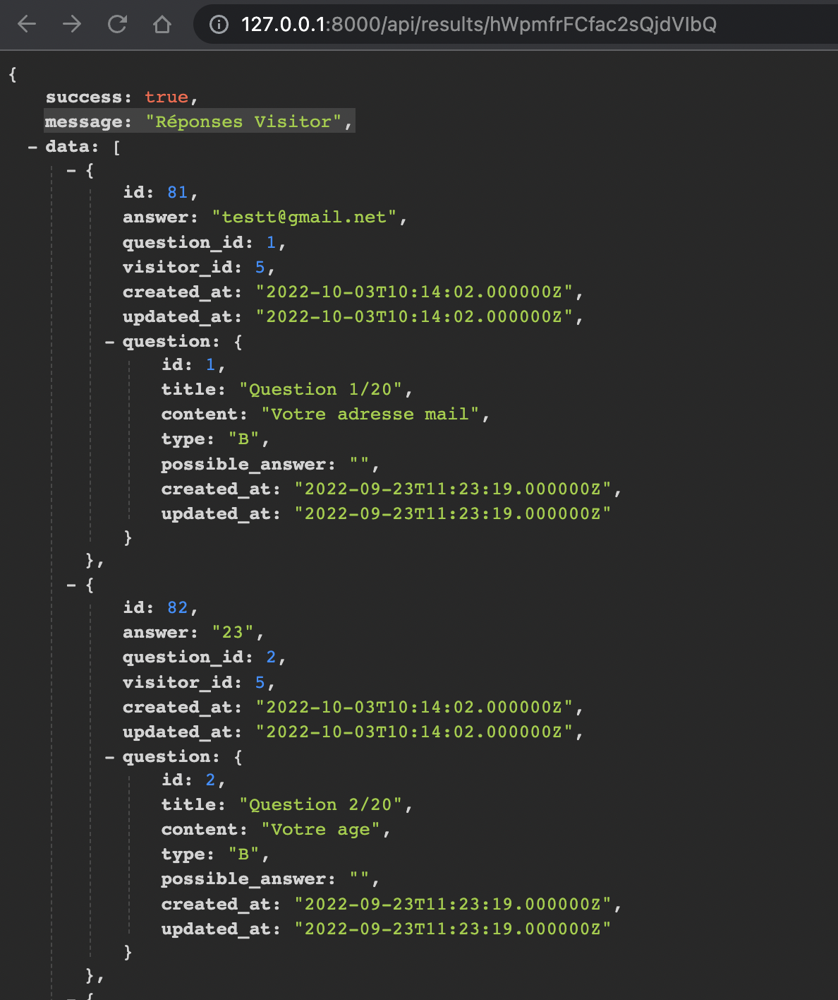 127.0.0.1:8000/api/results/hWpmfrFCfac2sQjdVIbQ
{
success: true,
message: "Réponses Visitor",
– data: [
– {
id: 81,
answer: "testt@gmail.net",
question_id: 1,
visitor_id: 5,
created_at: "2022-10-03T10:14:02.000000Z",
updated_at: "2022-10-03T10:14:02.000000Z",
– question: {
id: 1,
title: "Question 1/20",
content: "Votre adresse mail",
type: "B",
possible_answer: "",
created_at: "2022-09-23T11:23:19.000000Z",
updated_at: "2022-09-23T11:23:19.000000Z"
}
},
– {
id: 82,
answer: "23",
question_id: 2,
visitor_id: 5,
created_at: "2022-10-03T10:14:02.000000Z",
updated_at: "2022-10-03T10:14:02.000000Z",
– question: {
id: 2,
title: "Question 2/20",
content: "Votre age",
type: "B",
possible_answer: "",
created_at: "2022-09-23T11:23:19.000000Z",
updated_at: "2022-09-23T11:23:19.000000Z"
}
},
– {